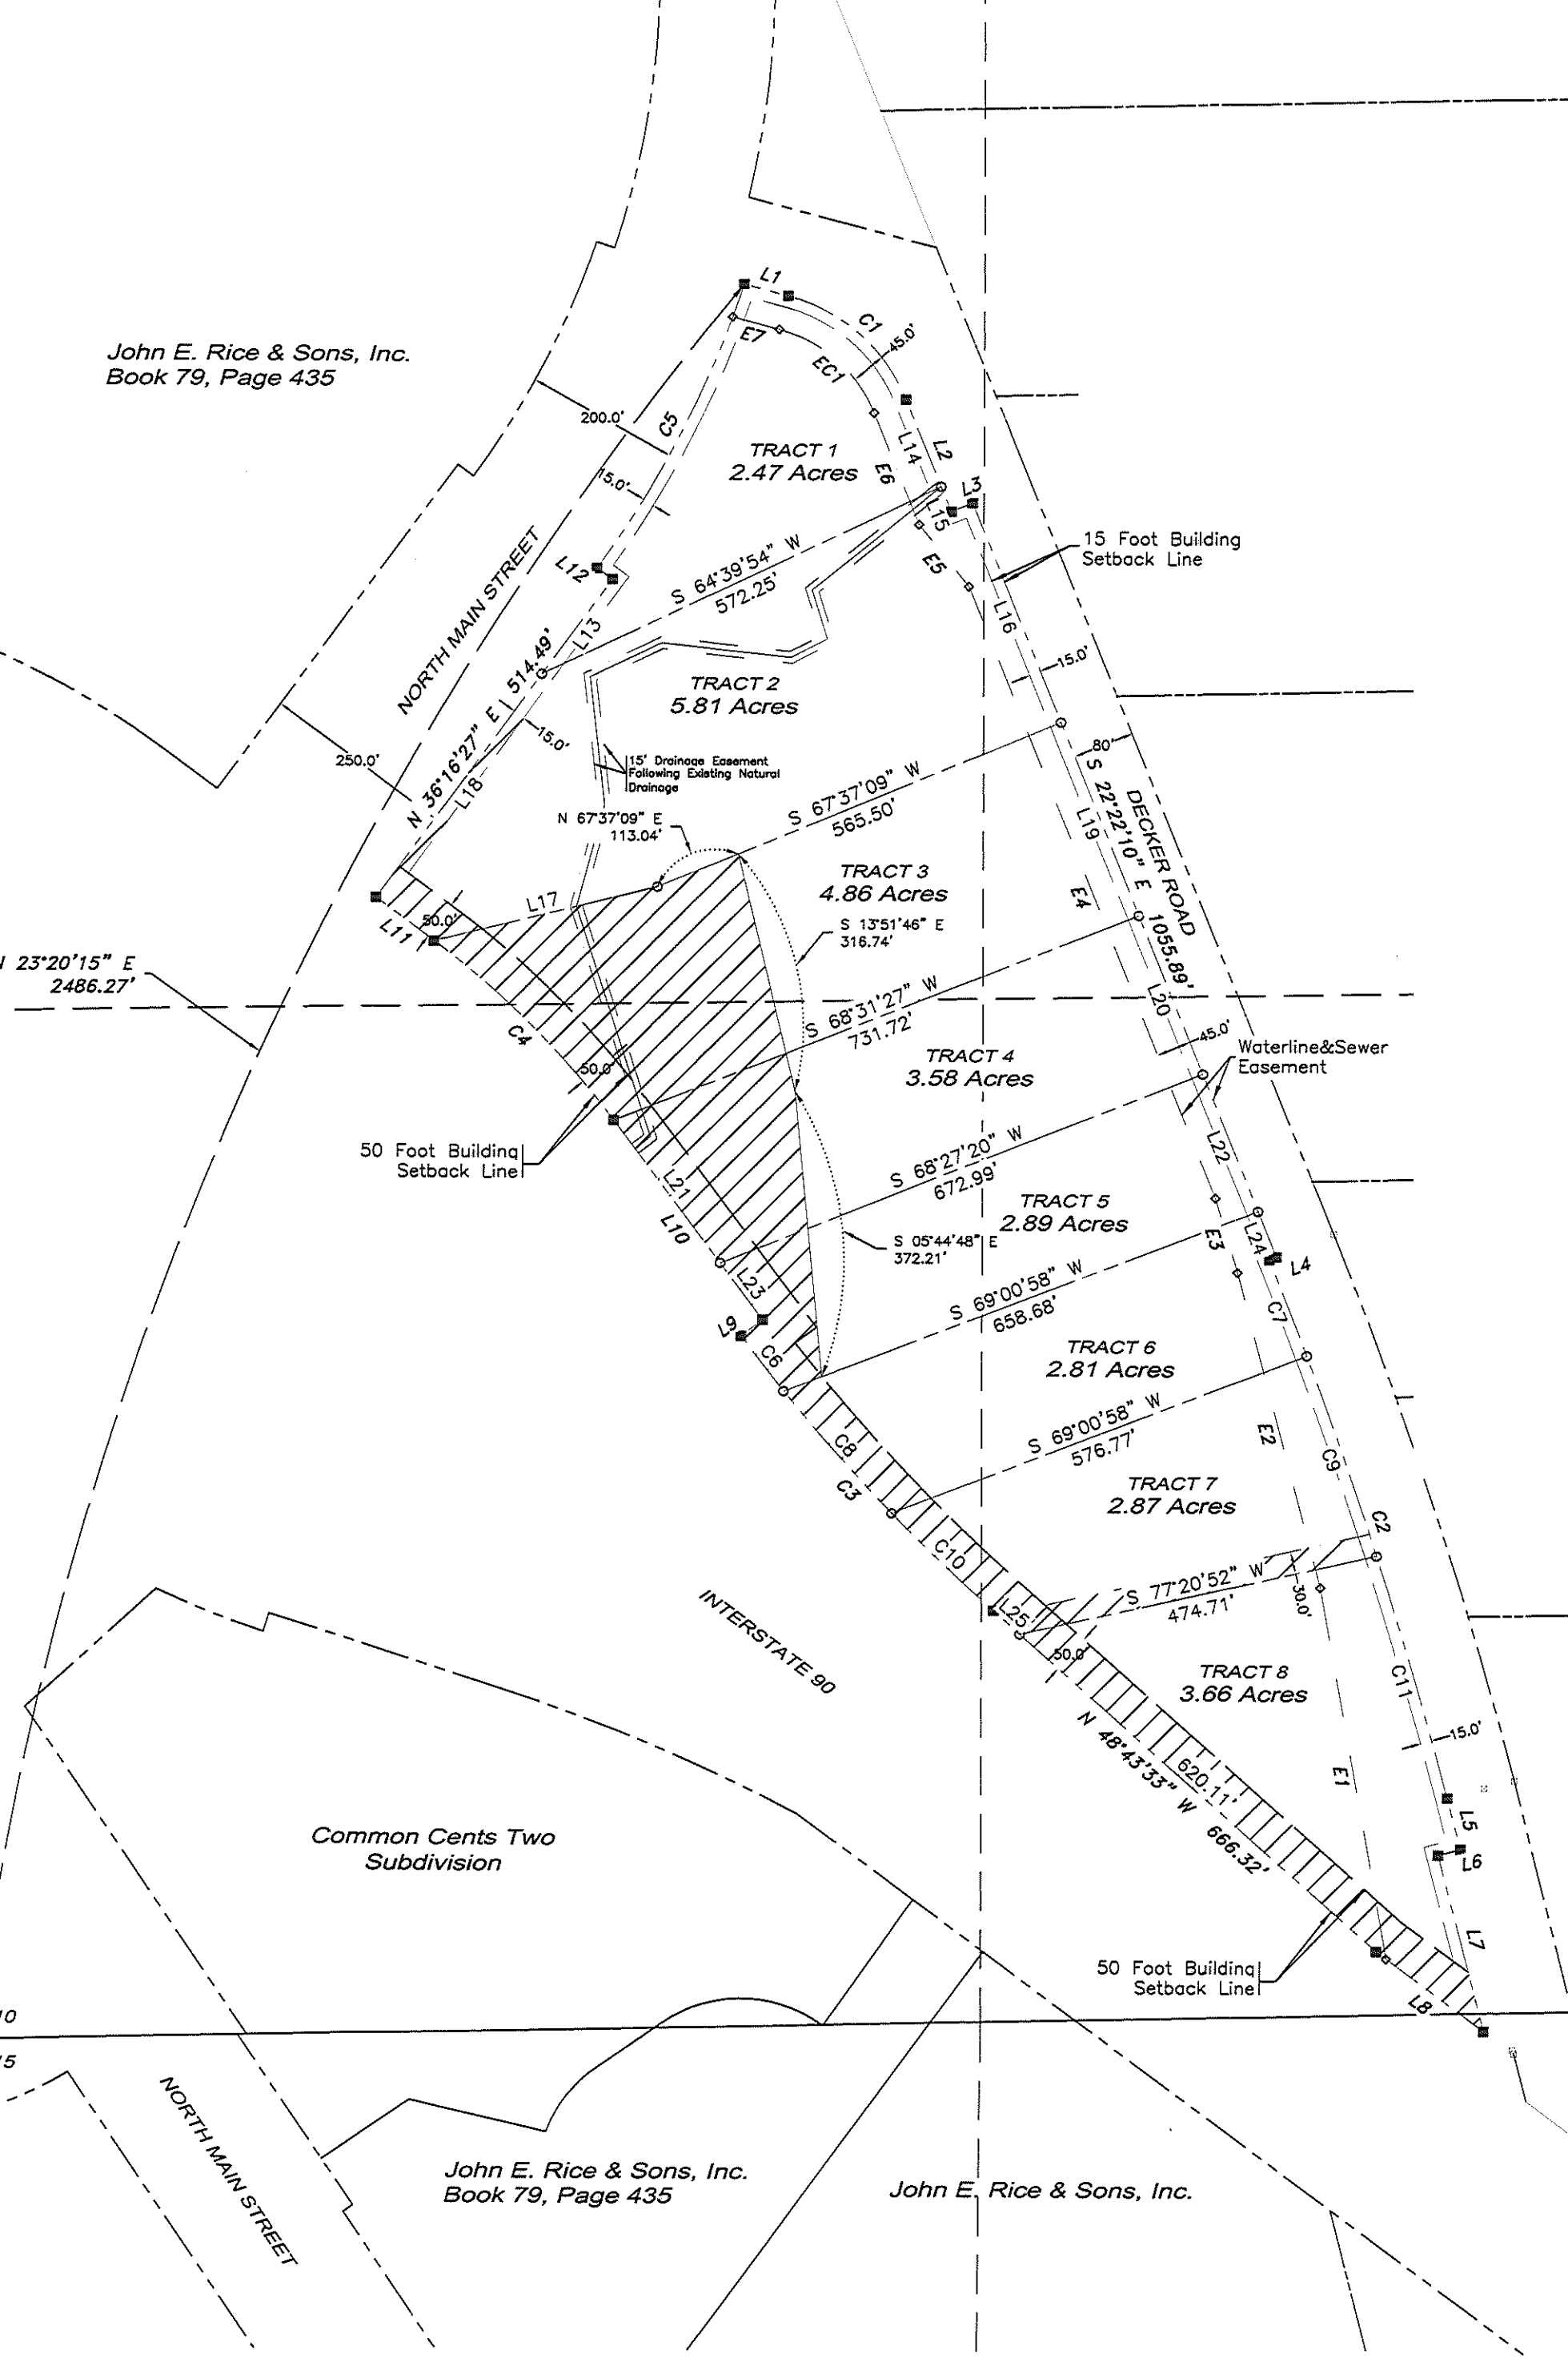 L1
C1
45.0'
E7
EC1
John E. Rice & Sons, Inc.
Book 79, Page 435
200.0'
C5
TRACT 1
2.47 Acres
L14
L2
E6
15.0'
L3
L15
E5
15 Foot Building
Setback Line
NORTH MAIN STREET
L12
S 64°39'54" W
572.25'
L16
L13
15.0'
N 36°16'27" E 514.49'
TRACT 2
5.81 Acres
15.0'
250.0'
L18
15' Drainage Easement
Following Existing Natural
Drainage
80'
S 22°22'10" E 1055.89'
DECKER ROAD
S 67°37'09" W
565.50'
N 67°37'09" E
113.04'
L19
TRACT 3
4.86 Acres
E4
L17
50.0'
L11
S 13°51'46" E
316.74'
N 23°20'15" E
2486.27'
S 68°31'27" W
731.72'
L20
45.0'
C4
Waterline&Sewer
Easement
TRACT 4
3.58 Acres
50.0'
50 Foot Building
Setback Line
L21
L10
S 68°27'20" W
672.99'
L22
TRACT 5
2.89 Acres
E3
L24
L4
S 05°44'48" E
372.21'
L23
L9
S 69°00'58" W
658.68'
C7
C6
TRACT 6
2.81 Acres
C8
C3
S 69°00'58" W
576.77'
E2
C9
TRACT 7
2.87 Acres
C2
C10
L25
S 77°20'52" W
474.71'
30.0'
INTERSTATE 90
50.0'
TRACT 8
3.66 Acres
C11
15.0'
N 48°43'33" W 666.32'
620.11'
E1
L5
L6
Common Cents Two
Subdivision
L7
50 Foot Building
Setback Line
L8
10
15
NORTH MAIN STREET
John E. Rice & Sons, Inc.
Book 79, Page 435
John E. Rice & Sons, Inc.